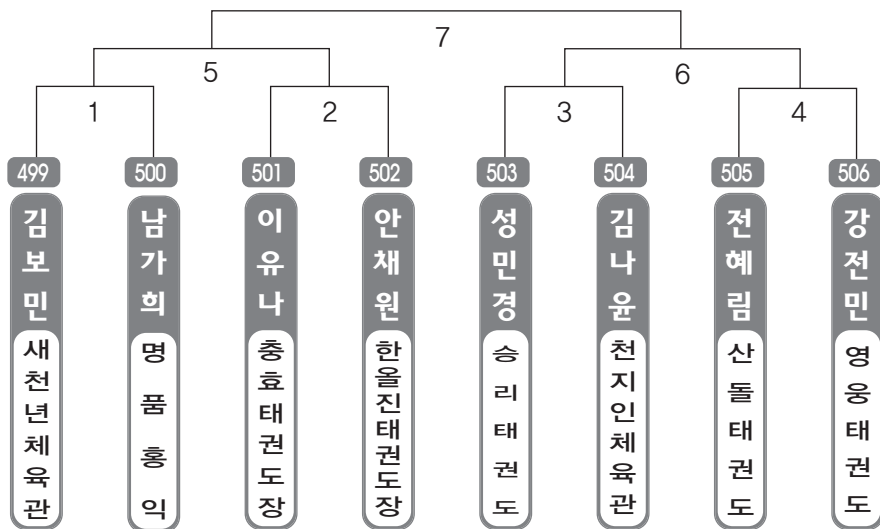 7
5
6
1
2
3
4
499
500
501
502
503
504
505
506
김보민
남가희
이유나
안채원
성민경
김나윤
전혜림
강전민
새천년체육관
명품홍익
충효태권도장
한올진태권도장
승리태권도
천지인체육관
산돌태권도
영웅태권도